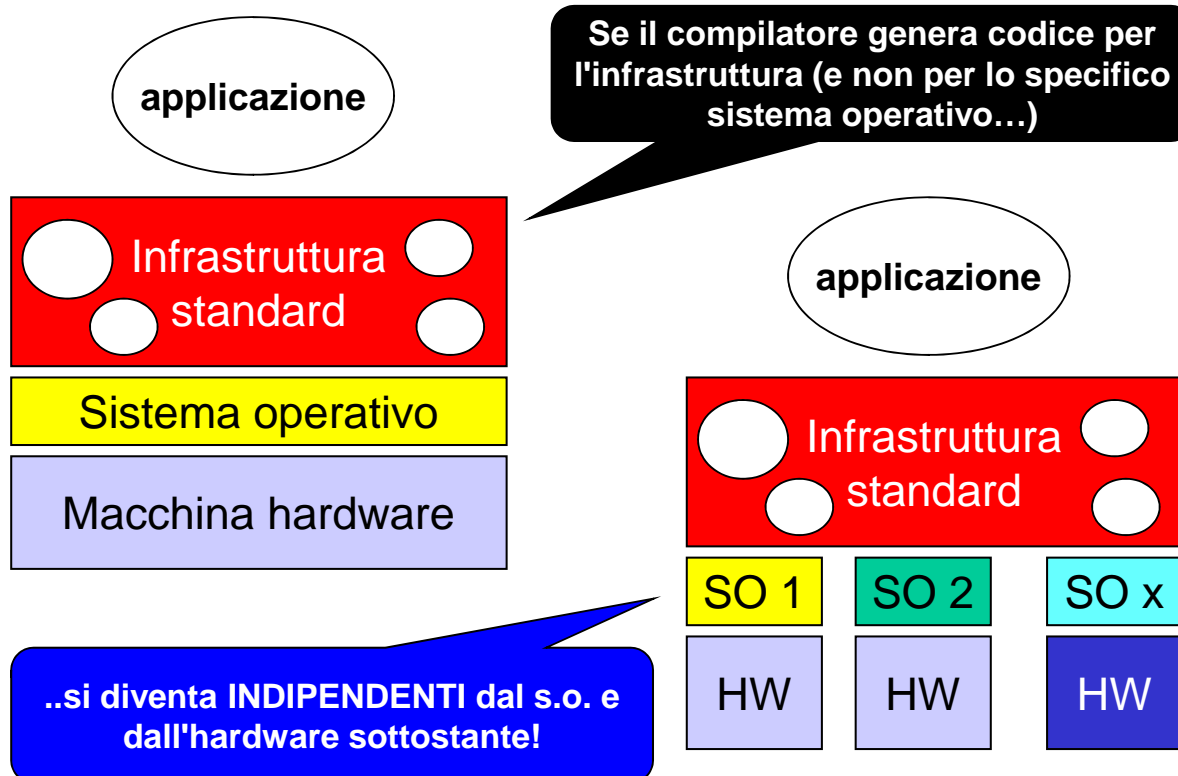 applicazione
Se il compilatore genera codice per
l'infrastruttura (e non per lo specifico
sistema operativo…)
Infrastruttura
standard
Sistema operativo
Macchina hardware
applicazione
Infrastruttura
standard
SO 1
SO 2
SO x
HW
HW
HW
..si diventa INDIPENDENTI dal s.o. e
dall'hardware sottostante!